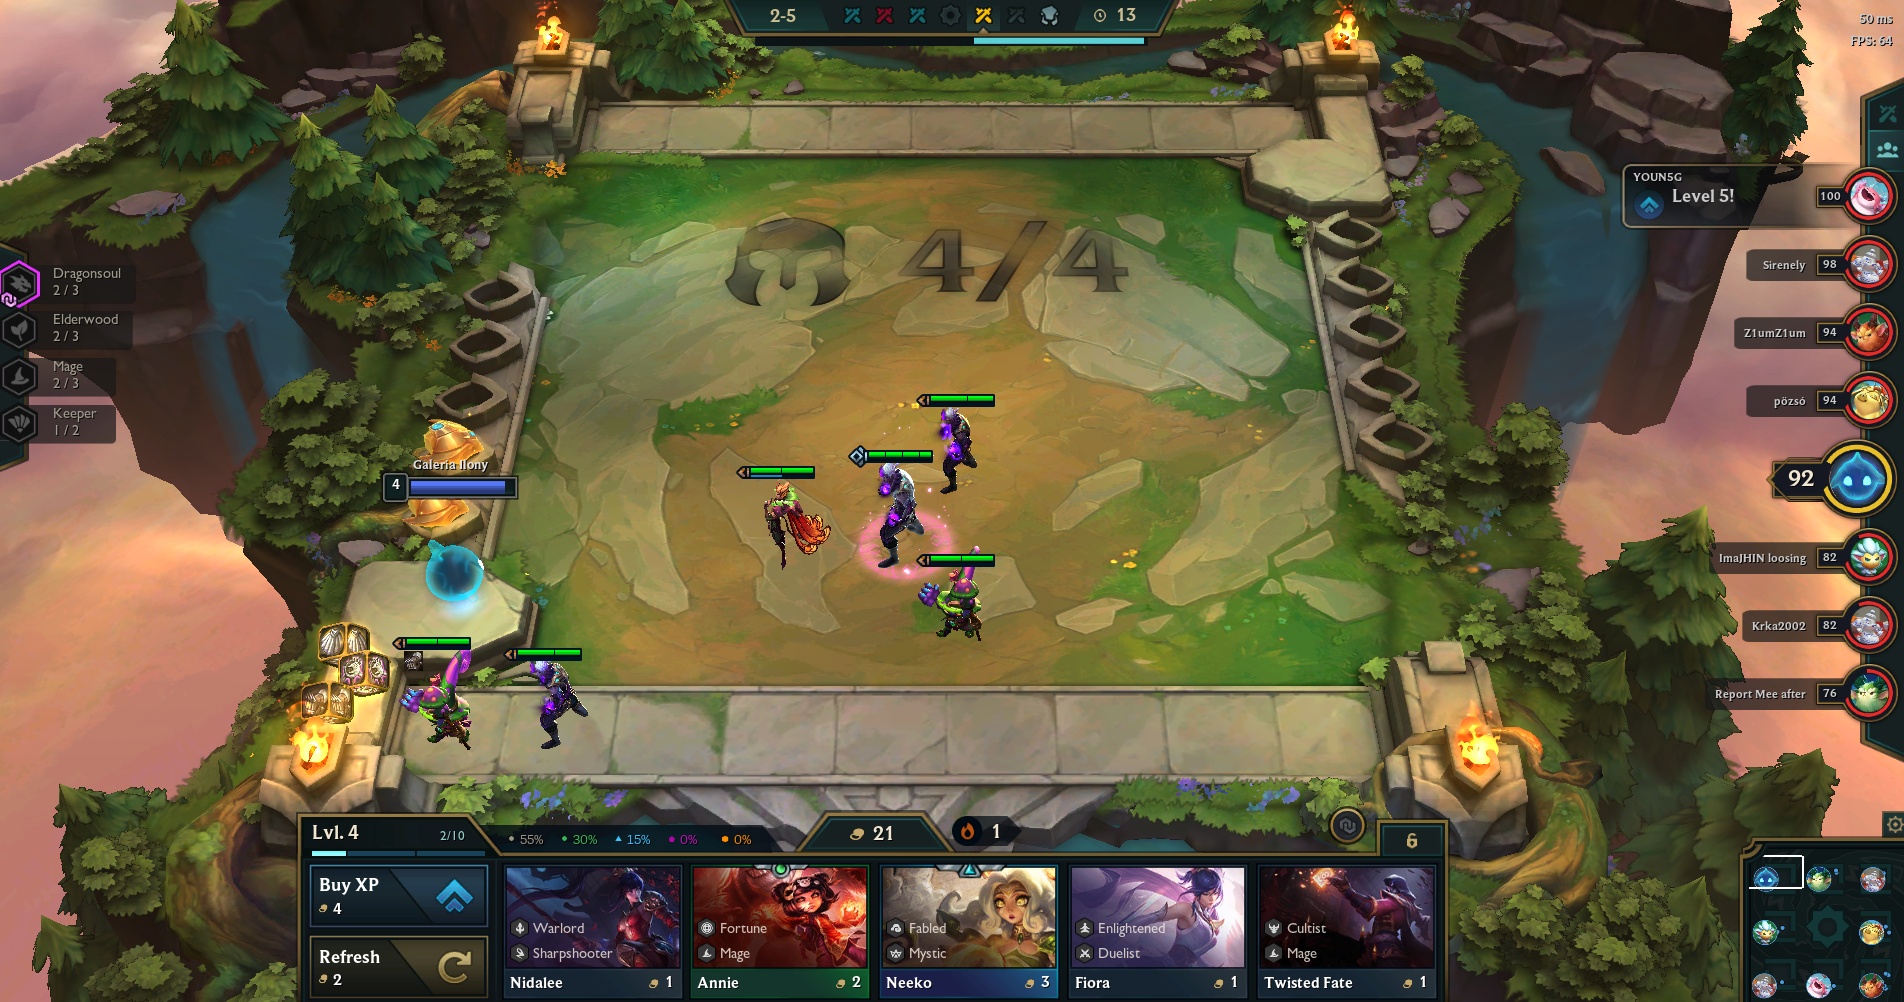 2-5
13
50 ms
FPS: 64
4/4
YOUN5G
Level 5!
100
Sirenely
98
Z1umZ1um
94
pözsó
94
92
ImaJHIN loosing
82
Krka2002
82
Report Mee after
76
Dragonsoul
2 / 3
Elderwood
2 / 3
Mage
2 / 3
Keeper
1 / 2
Galeria Ilony
4
Lvl. 4
2/10
55%
30%
15%
0%
0%
21
1
6
Buy XP
4
Refresh
2
Warlord
Sharpshooter
Nidalee
1
Fortune
Mage
Annie
2
Fabled
Mystic
Neeko
3
Enlightened
Duelist
Fiora
1
Cultist
Mage
Twisted Fate
1